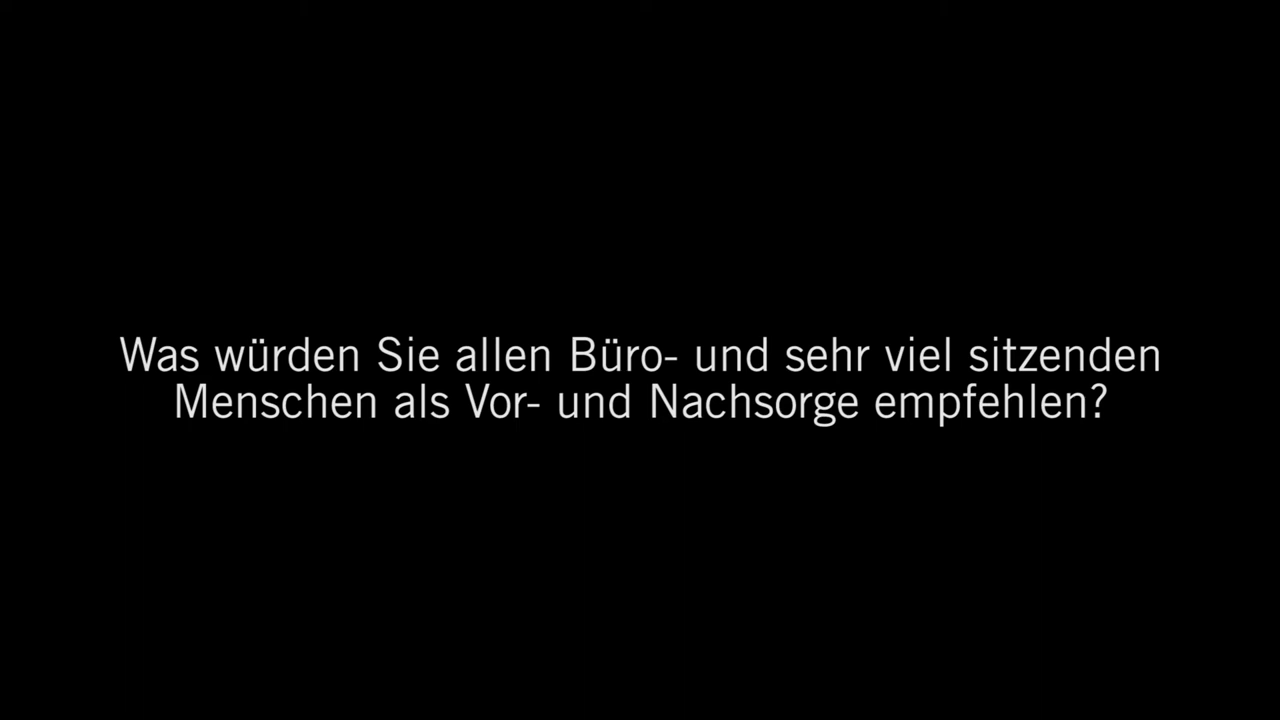 Was würden Sie allen Büro- und sehr viel sitzenden
Menschen als Vor- und Nachsorge empfehlen?